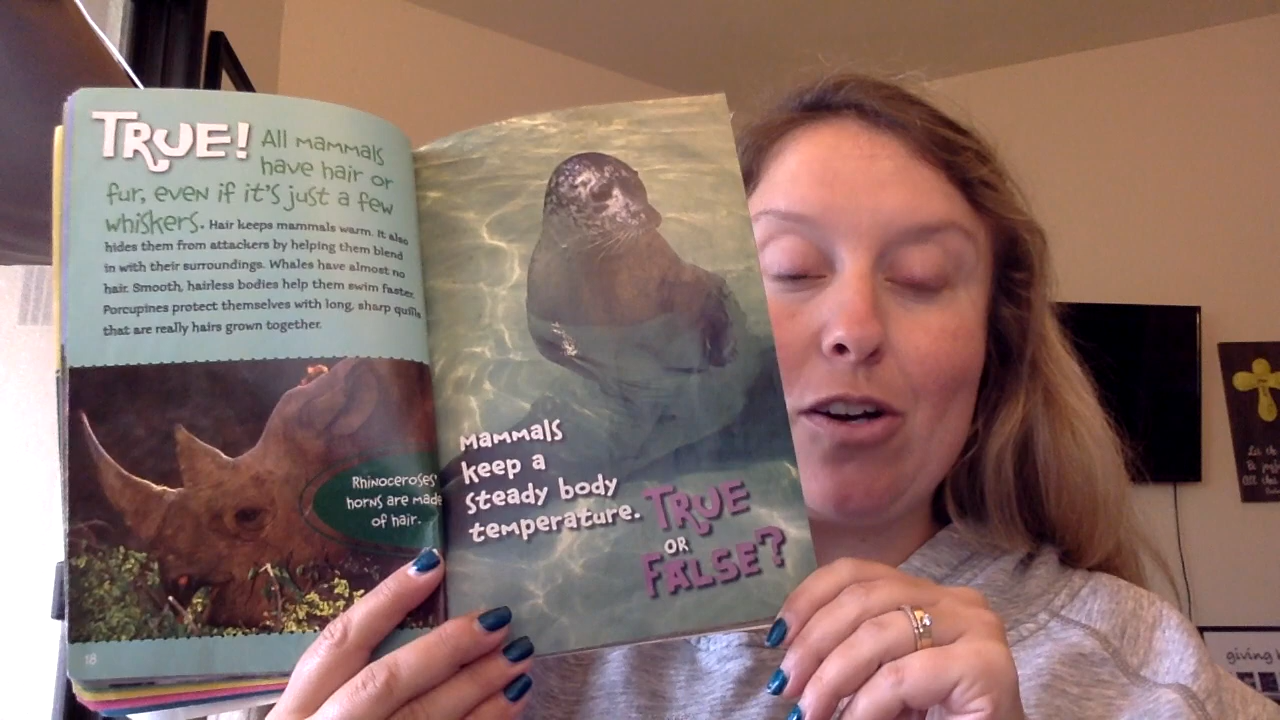 TRUE! All mammals
have hair or
fur, even if it's just a few
whiskers. Hair keeps mammals warm. It also
hides them from attackers by helping them blend
in with their surroundings. Whales have almost no
hair. Smooth, hairless bodies help them swim faster.
Porcupines protect themselves with long, sharp quills
that are really hairs grown together.
Rhinoceroses'
horns are made
of hair.
18
Mammals
keep a
steady body
temperature. TRUE
OR
FALSE?
Let the
giving